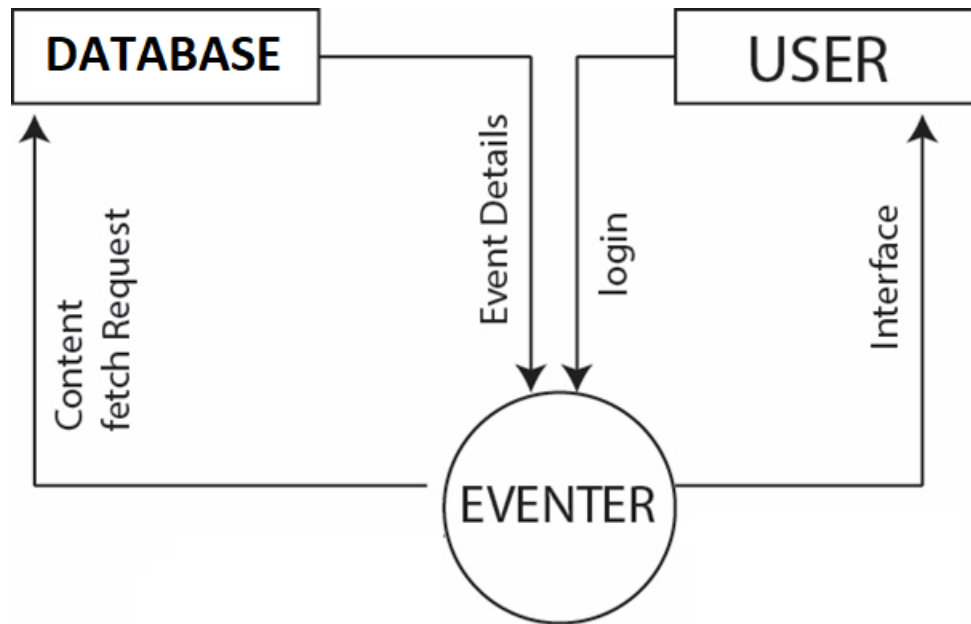 DATABASE
USER
Content
fetch Request
Event Details
login
Interface
EVENTER